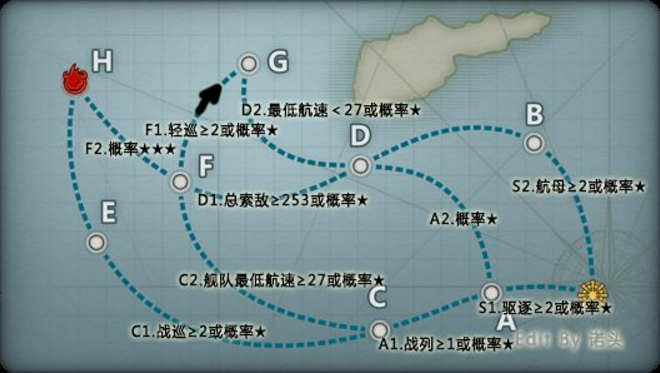 H
G
D2.最低航速＜27或概率★
B
F1.轻巡≥2或概率★
D
F2.概率★★★
F
S2.航母≥2或概率★
D1.总索敌≥253或概率★
E
A2.概率★
C2.舰队最低航速≥27或概率★
C
S1.驱逐≥2或概率★
A
C1.战巡≥2或概率★
A1.战列≥1或概率★
Edit By 诺头